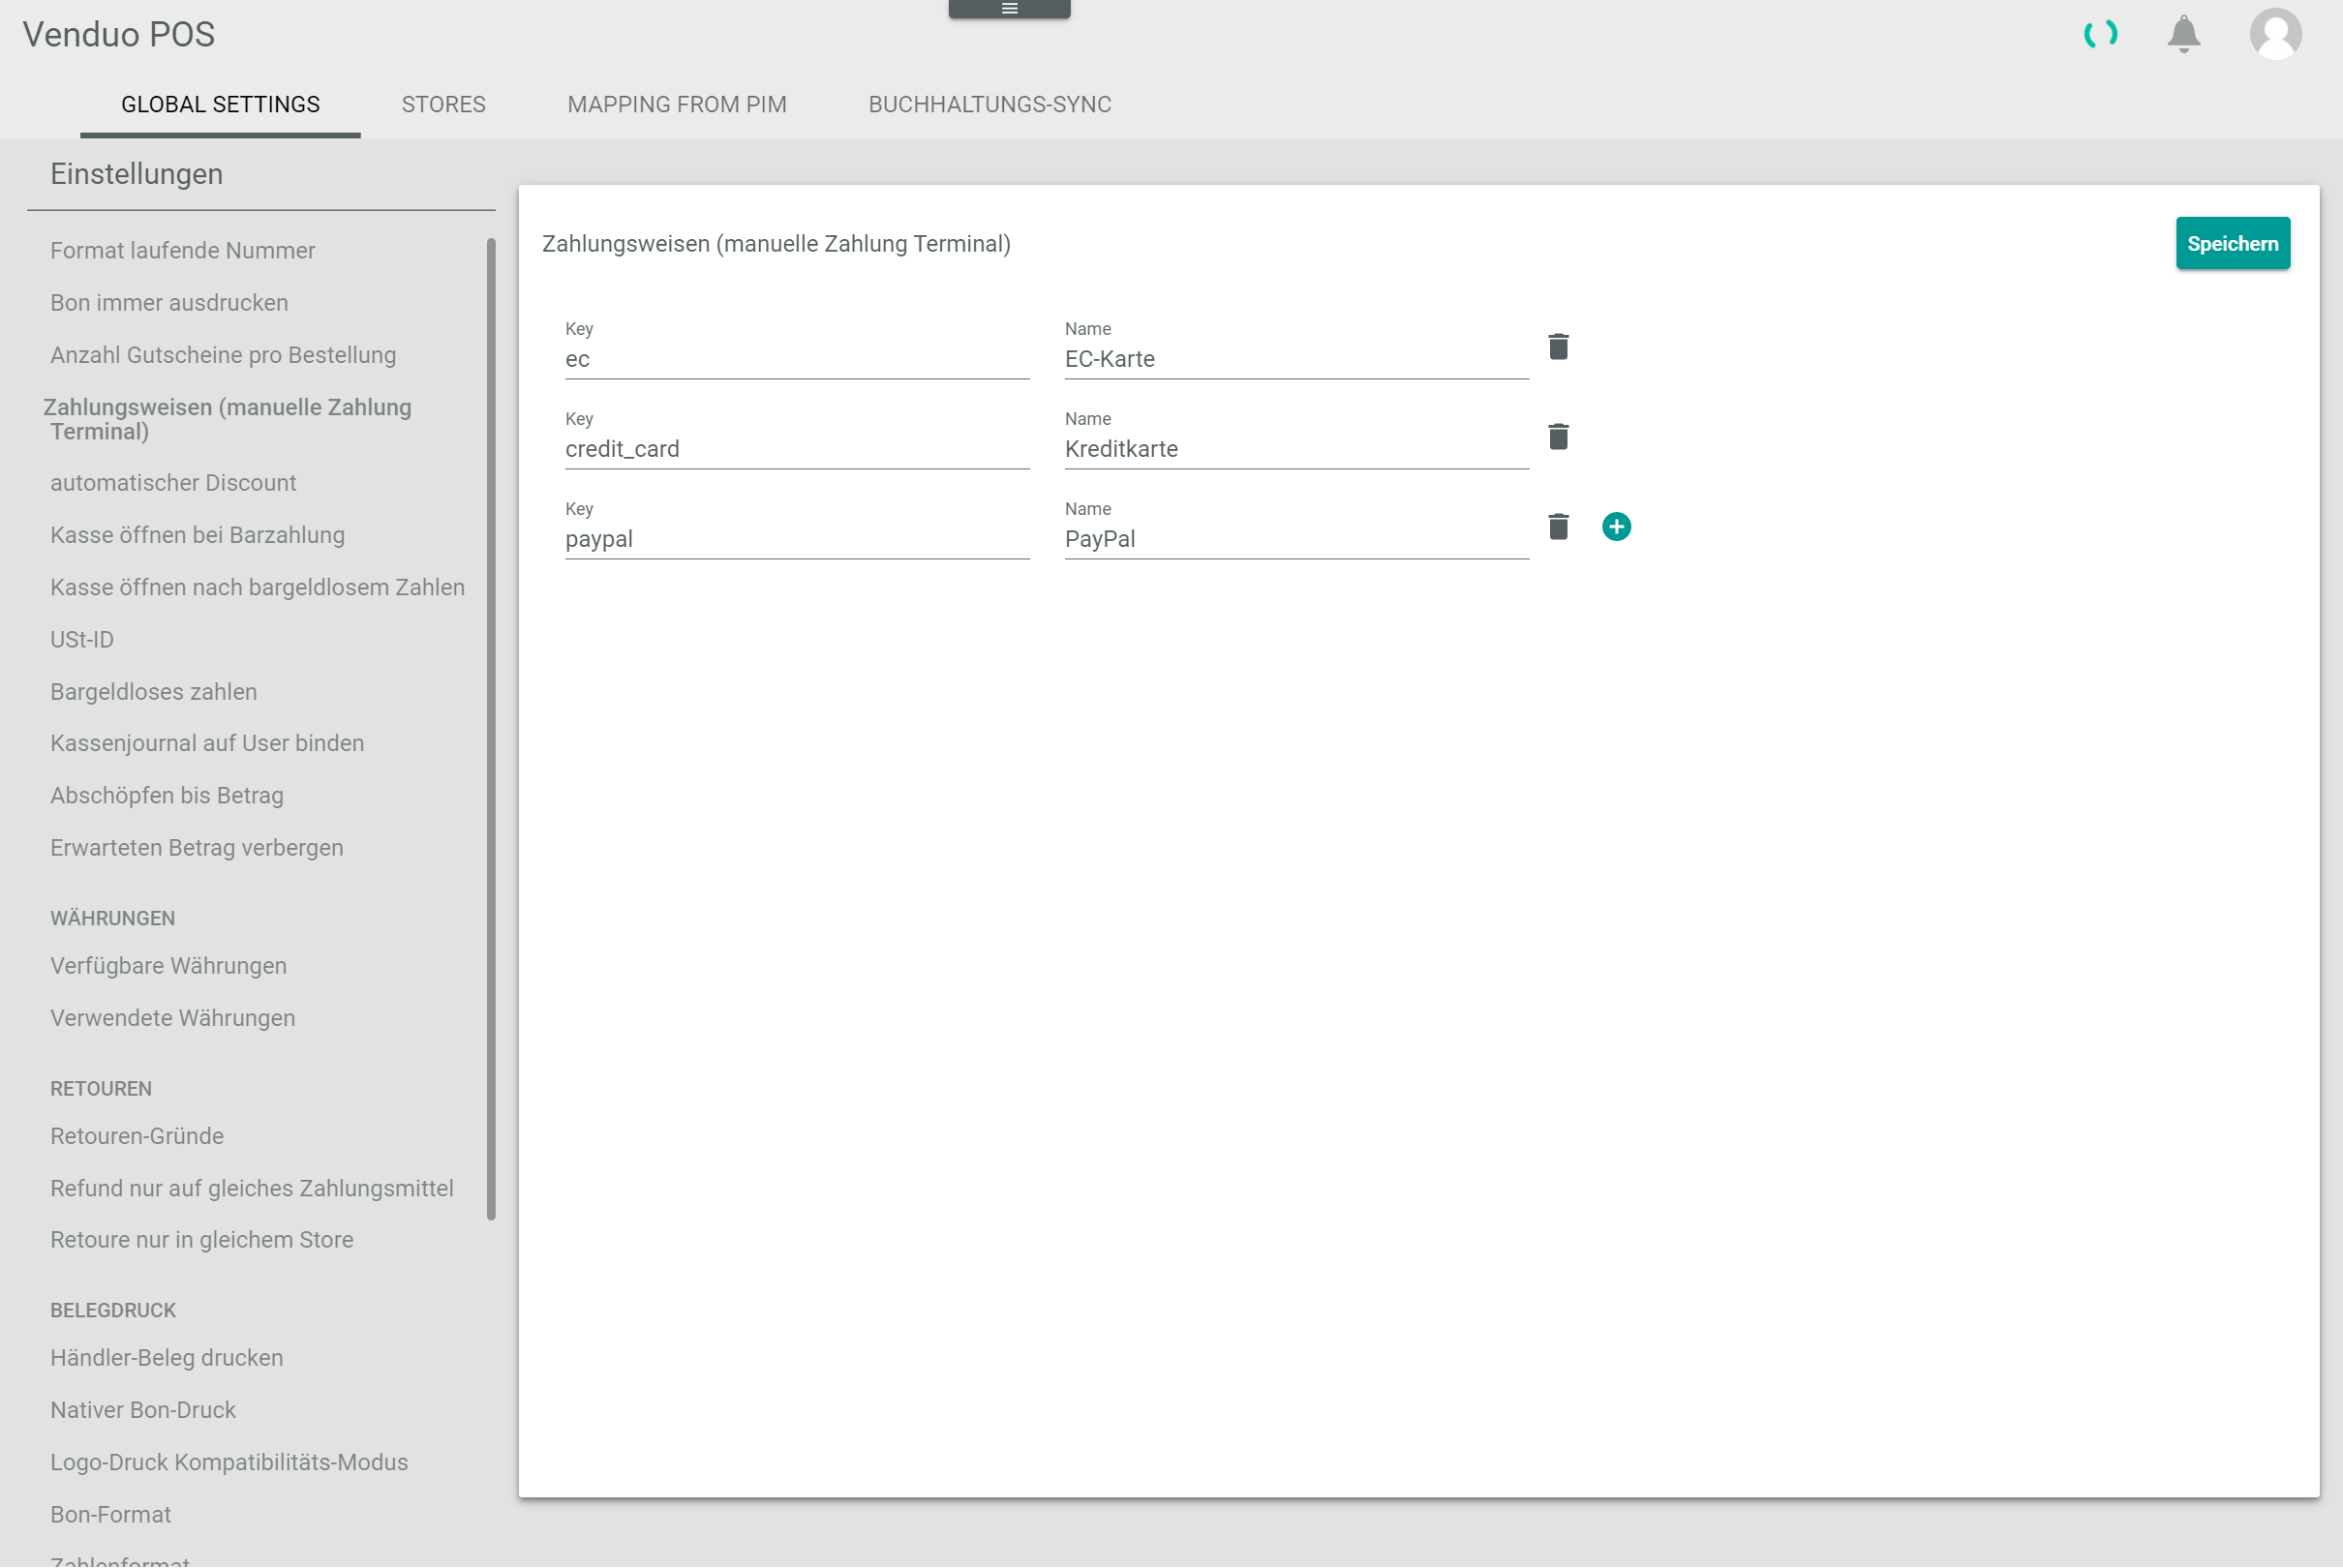 Venduo POS
GLOBAL SETTINGS
STORES
MAPPING FROM PIM
BUCHHALTUNGS-SYNC
Einstellungen
Format laufende Nummer
Bon immer ausdrucken
Anzahl Gutscheine pro Bestellung
Zahlungsweisen (manuelle Zahlung
Terminal)
automatischer Discount
Kasse öffnen bei Barzahlung
Kasse öffnen nach bargeldlosem Zahlen
USt-ID
Bargeldloses zahlen
Kassenjournal auf User binden
Abschöpfen bis Betrag
Erwarteten Betrag verbergen
WÄHRUNGEN
Verfügbare Währungen
Verwendete Währungen
RETOUREN
Retouren-Gründe
Refund nur auf gleiches Zahlungsmittel
Retoure nur in gleichem Store
BELEGDRUCK
Händler-Beleg drucken
Nativer Bon-Druck
Logo-Druck Kompatibilitäts-Modus
Bon-Format
Zahlenformat
Zahlungsweisen (manuelle Zahlung Terminal)
Speichern
Key
Name
ec
EC-Karte
Key
Name
credit_card
Kreditkarte
Key
Name
paypal
PayPal